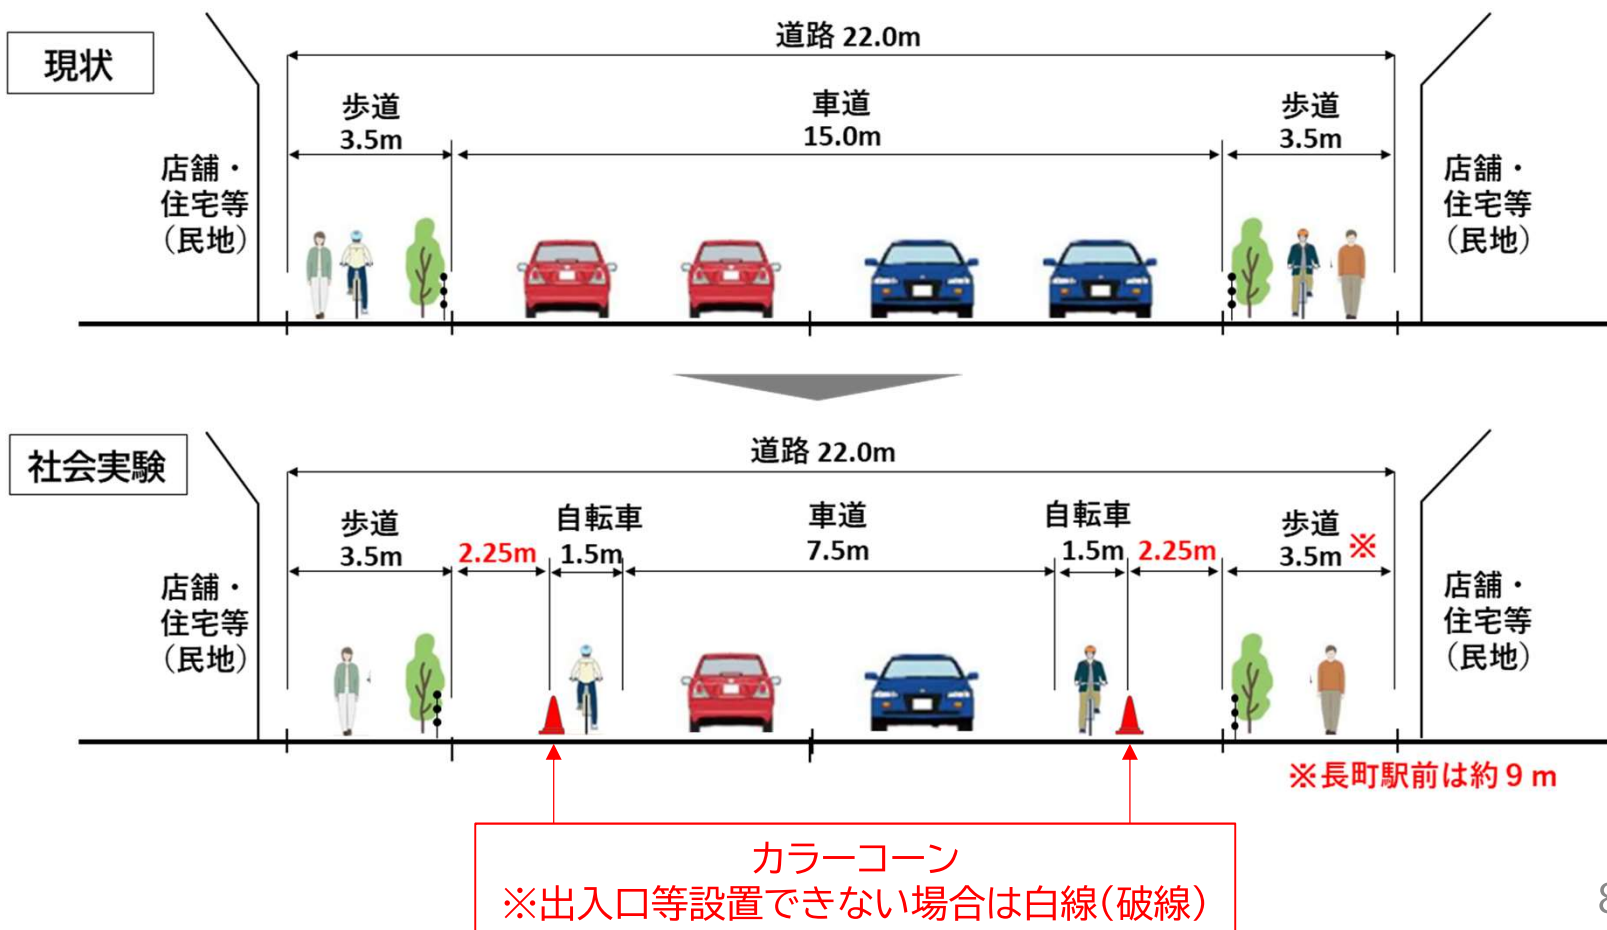 現状
道路 22.0m
歩道
3.5m
車道
15.0m
歩道
3.5m
店舗・
住宅等
（民地）
店舗・
住宅等
（民地）
社会実験
道路 22.0m
歩道
3.5m
2.25m
自転車
1.5m
車道
7.5m
自転車
1.5m
2.25m
歩道
3.5m ※
店舗・
住宅等
（民地）
店舗・
住宅等
（民地）
※長町駅前は約９ｍ
カラーコーン
※出入口等設置できない場合は白線(破線)
8